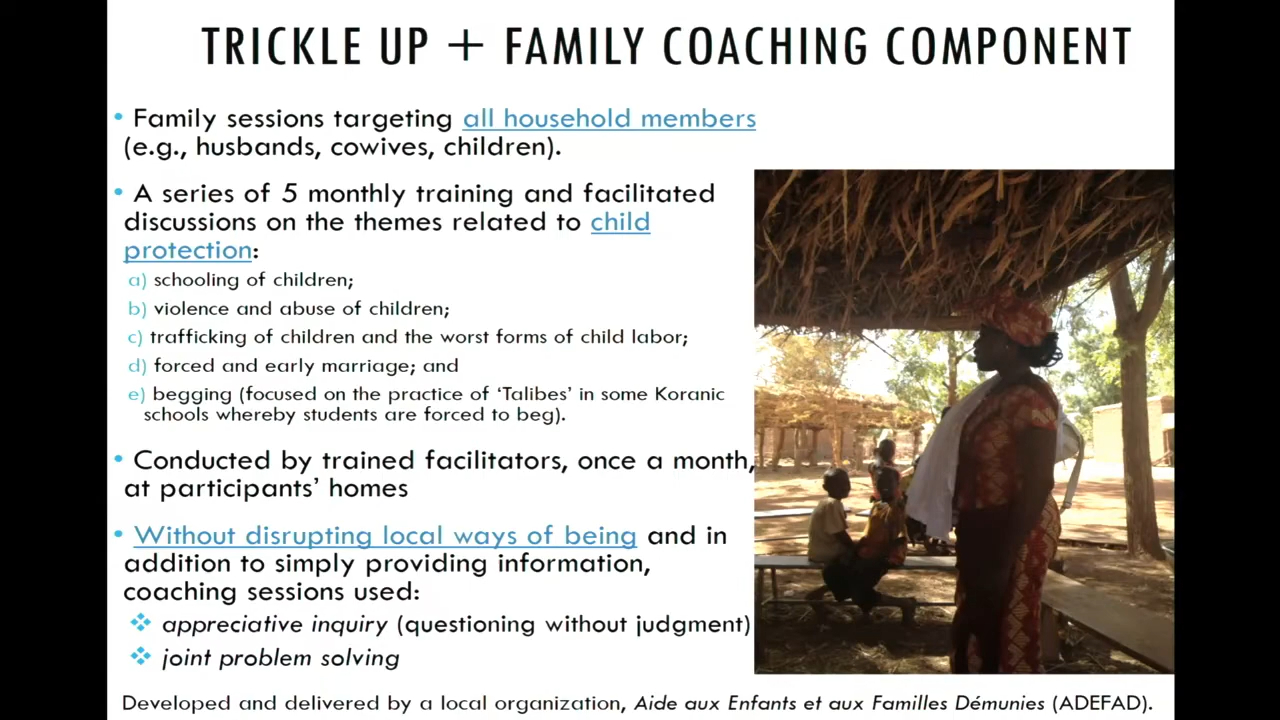 TRICKLE UP + FAMILY COACHING COMPONENT
• Family sessions targeting all household members
(e.g., husbands, cowives, children).
• A series of 5 monthly training and facilitated
discussions on the themes related to child
protection:
a) schooling of children;
b) violence and abuse of children;
c) trafficking of children and the worst forms of child labor;
d) forced and early marriage; and
e) begging (focused on the practice of ‘Talibes’ in some Koranic
schools whereby students are forced to beg).
• Conducted by trained facilitators, once a month,
at participants’ homes
• Without disrupting local ways of being and in
addition to simply providing information,
coaching sessions used:
❖ appreciative inquiry (questioning without judgment)
❖ joint problem solving
Developed and delivered by a local organization, Aide aux Enfants et aux Familles Démunies (ADEFAD).